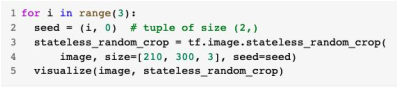 1 for i in range(3):
2   seed = (i, 0)  # tuple of size (2,)
3   stateless_random_crop = tf.image.stateless_random_crop(
4       image, size=[210, 300, 3], seed=seed)
5   visualize(image, stateless_random_crop)